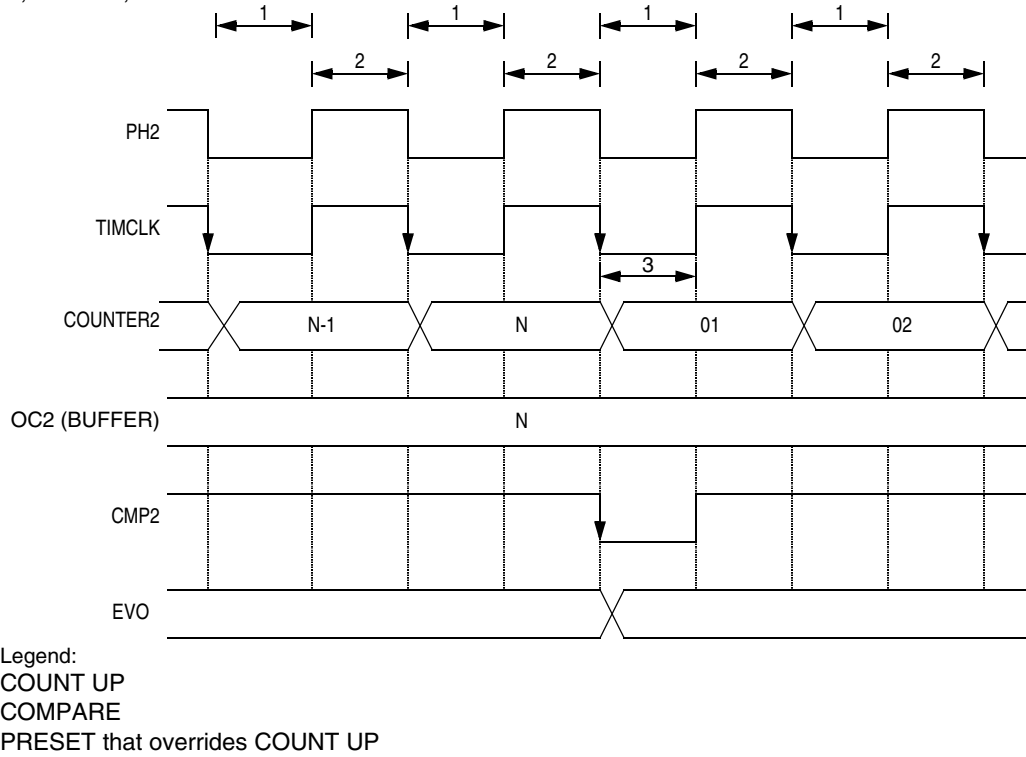 1 1 1 1
2 2 2 2
PH2
TIMCLK
3
COUNTER2 N-1 N 01 02
OC2 (BUFFER) N
CMP2
EVO
Legend:
COUNT UP
COMPARE
PRESET that overrides COUNT UP